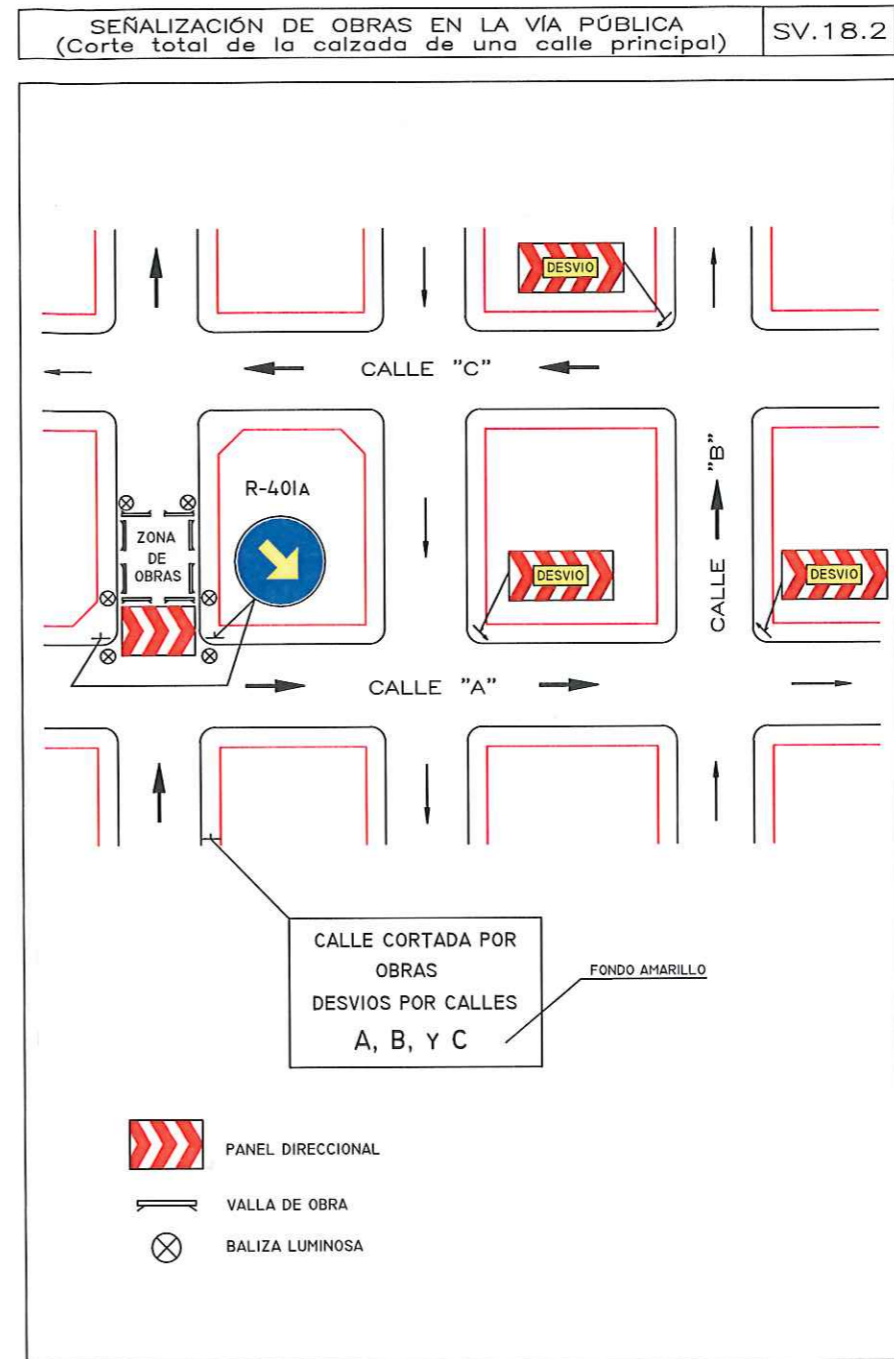 SEÑALIZACIÓN DE OBRAS EN LA VÍA PÚBLICA
(Corte total de la calzada de una calle principal)
SV.18.2
DESVIO
CALLE "C"
R-401A
ZONA
DE
OBRAS
DESVIO
CALLE "B"
DESVIO
CALLE "A"
CALLE CORTADA POR
OBRAS
DESVIOS POR CALLES
A, B, Y C
FONDO AMARILLO
PANEL DIRECCIONAL
VALLA DE OBRA
BALIZA LUMINOSA